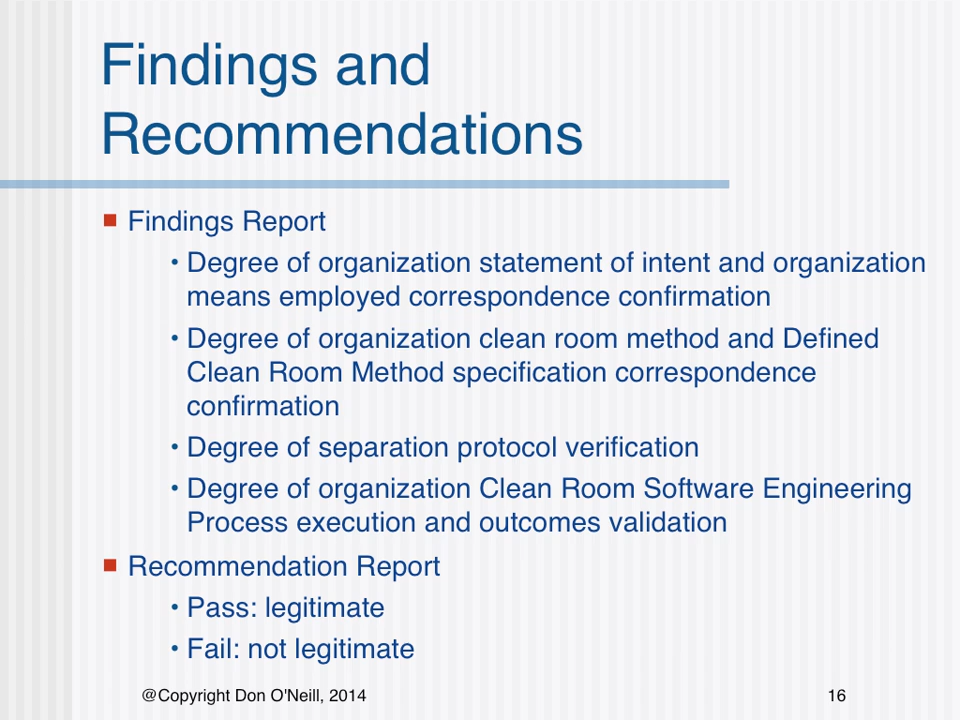 Findings and
Recommendations
Findings Report
• Degree of organization statement of intent and organization
means employed correspondence confirmation
• Degree of organization clean room method and Defined
Clean Room Method specification correspondence
confirmation
• Degree of separation protocol verification
• Degree of organization Clean Room Software Engineering
Process execution and outcomes validation
Recommendation Report
• Pass: legitimate
• Fail: not legitimate
@Copyright Don O'Neill, 2014 16